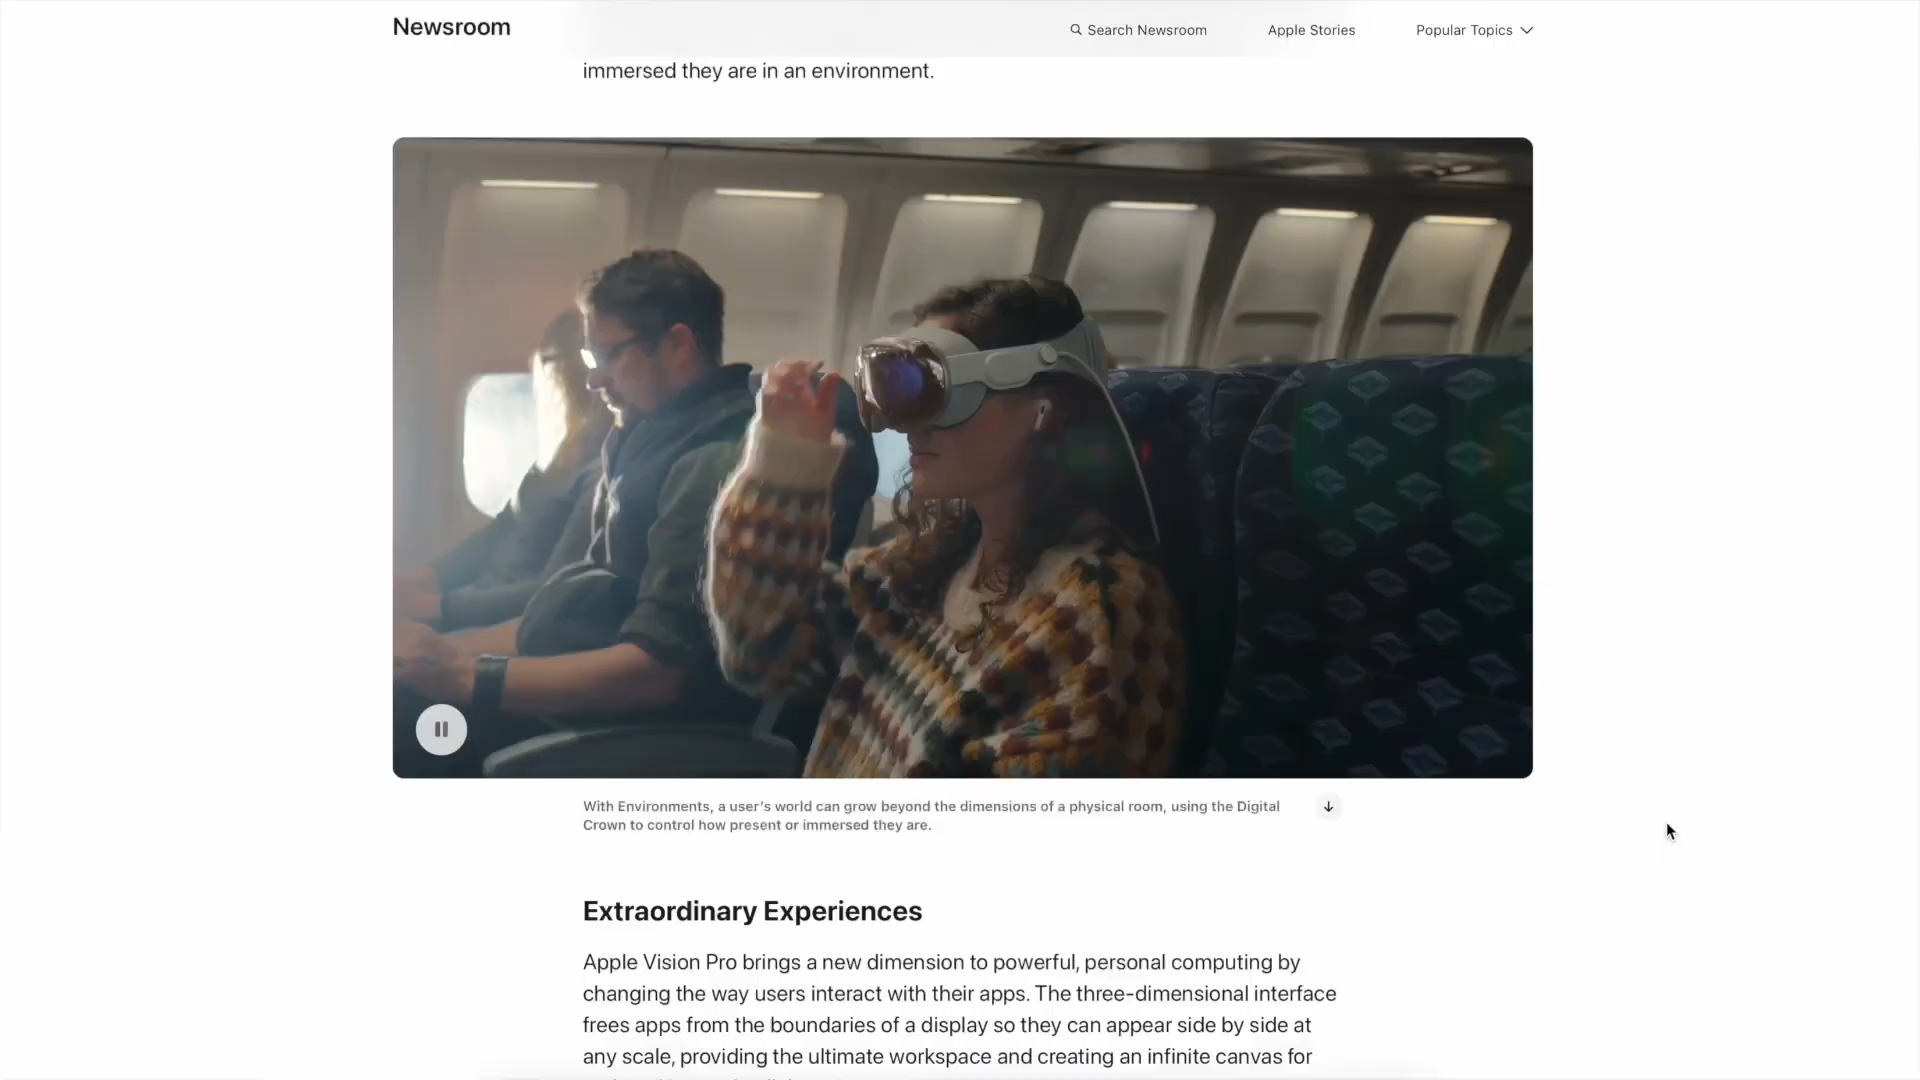 Newsroom
Search Newsroom
Apple Stories
Popular Topics
immersed they are in an environment.
With Environments, a user’s world can grow beyond the dimensions of a physical room, using the Digital
Crown to control how present or immersed they are.
Extraordinary Experiences
Apple Vision Pro brings a new dimension to powerful, personal computing by
changing the way users interact with their apps. The three-dimensional interface
frees apps from the boundaries of a display so they can appear side by side at
any scale, providing the ultimate workspace and creating an infinite canvas for